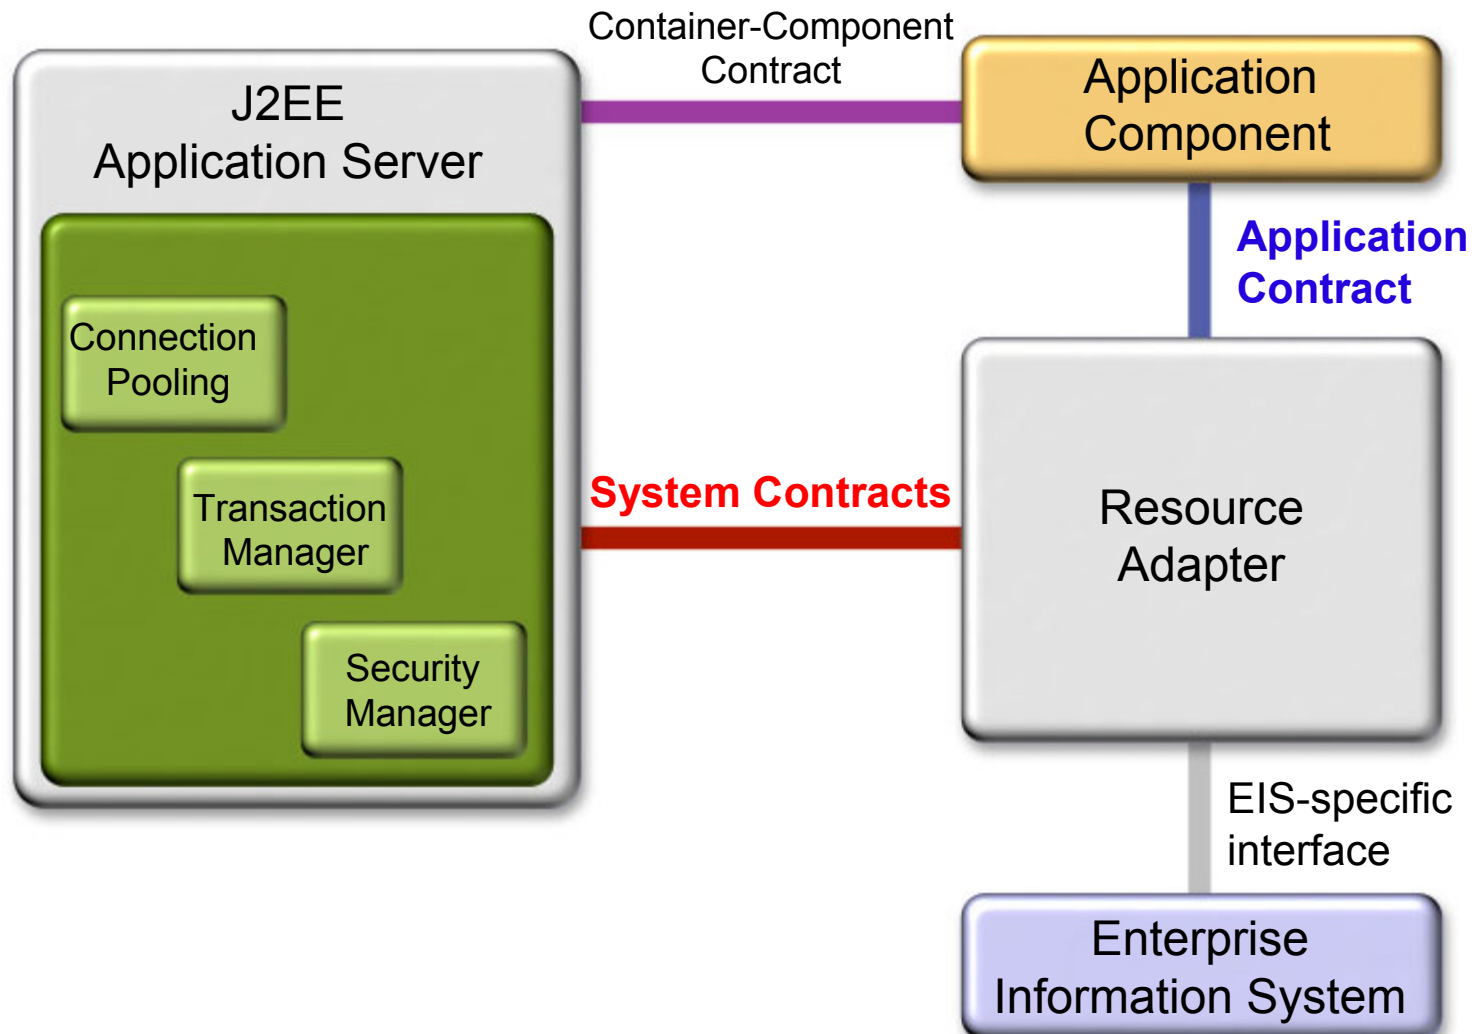 Container-Component
Contract
J2EE
Application Server
Application
Component
Application
Contract
Connection
Pooling
Transaction
Manager
Security
Manager
System Contracts
Resource
Adapter
EIS-specific
interface
Enterprise
Information System